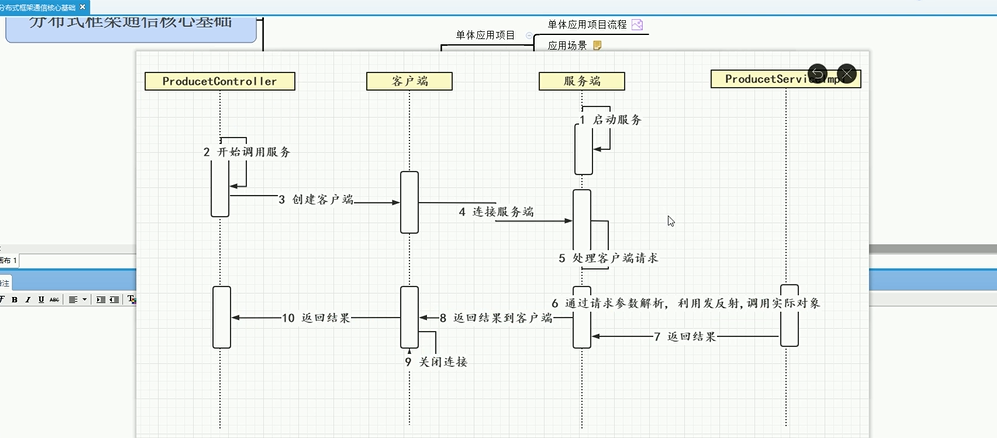 分布式框架通信核心基础
分布式框架通信核心基础
单体应用项目流程
单体应用项目
应用场景
ProducetController
客户端
服务端
1 启动服务
2 开始调用服务
3 创建客户端
4 连接服务端
5 处理客户端请求
6 通过请求参数解析, 利用发反射,调用实际对象
7 返回结果
8 返回结果到客户端
10 返回结果
9 关闭连接
画布 1
B I U ABC